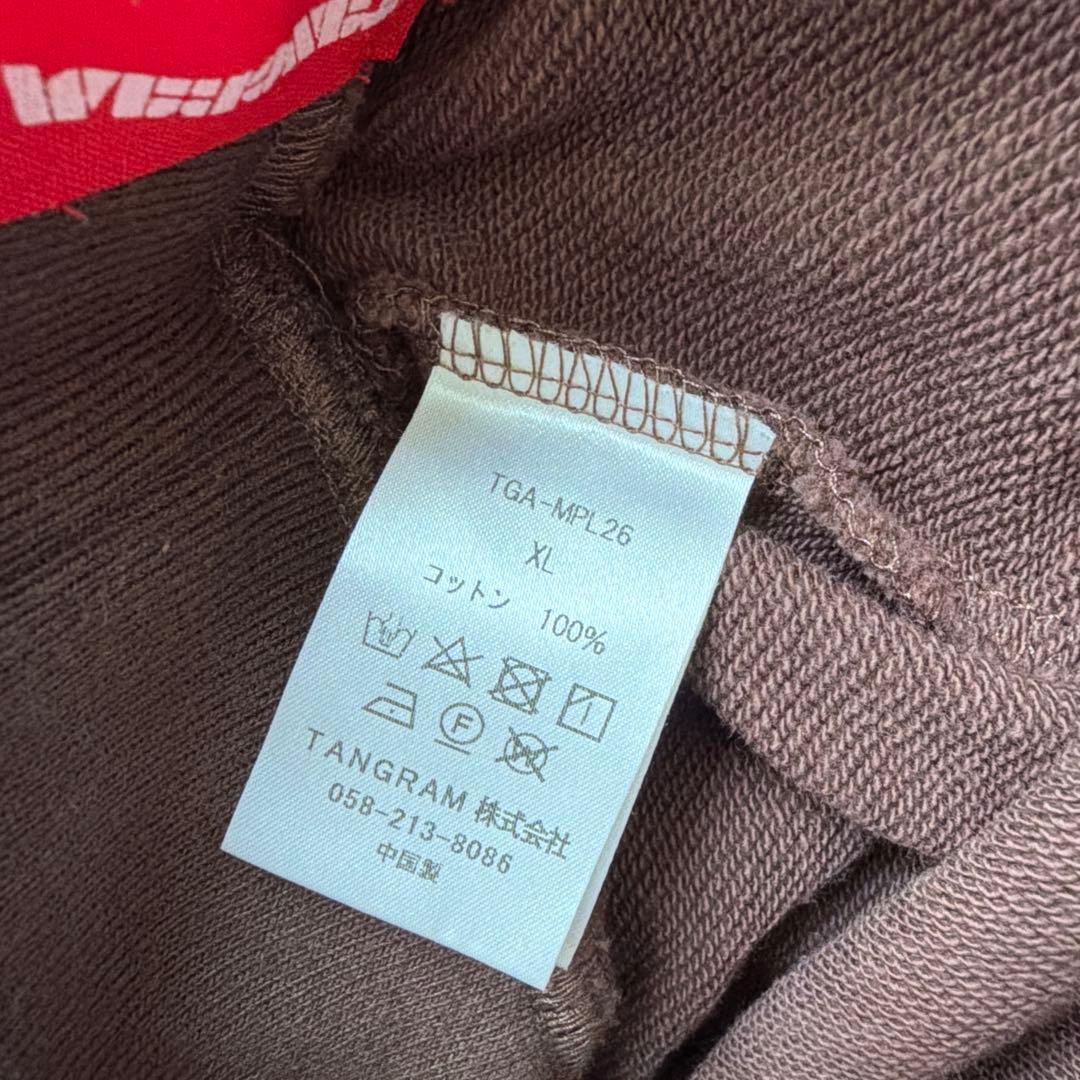 TGA-MPL26
XL
コットン 100%
F
W
TANGRAM 株式会社
058-213-8086
中国製